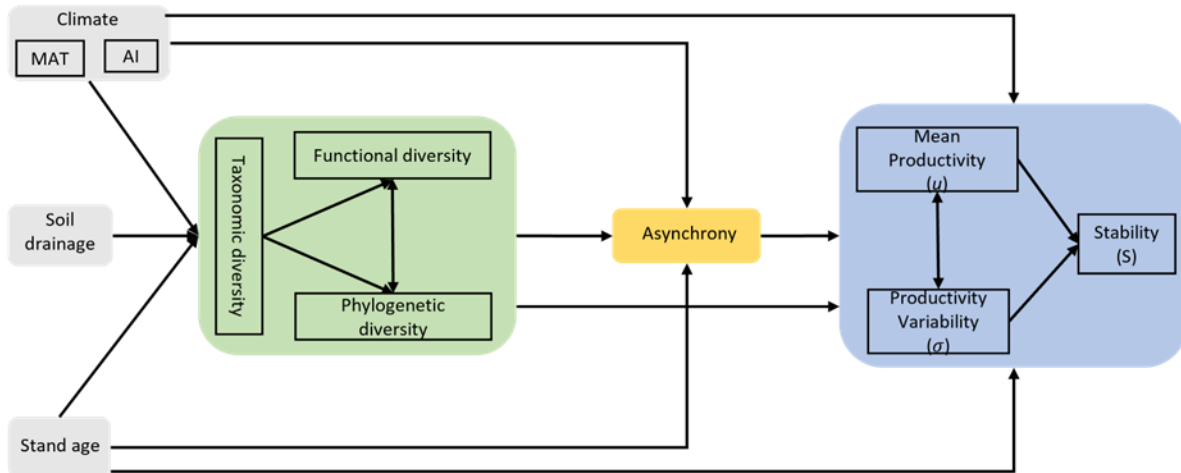 Climate
MAT
AI
Soil
drainage
Stand age
Taxonomic diversity
Functional diversity
Phylogenetic
diversity
Asynchrony
Mean
Productivity
(u)
Productivity
Variability
(σ)
Stability
(S)